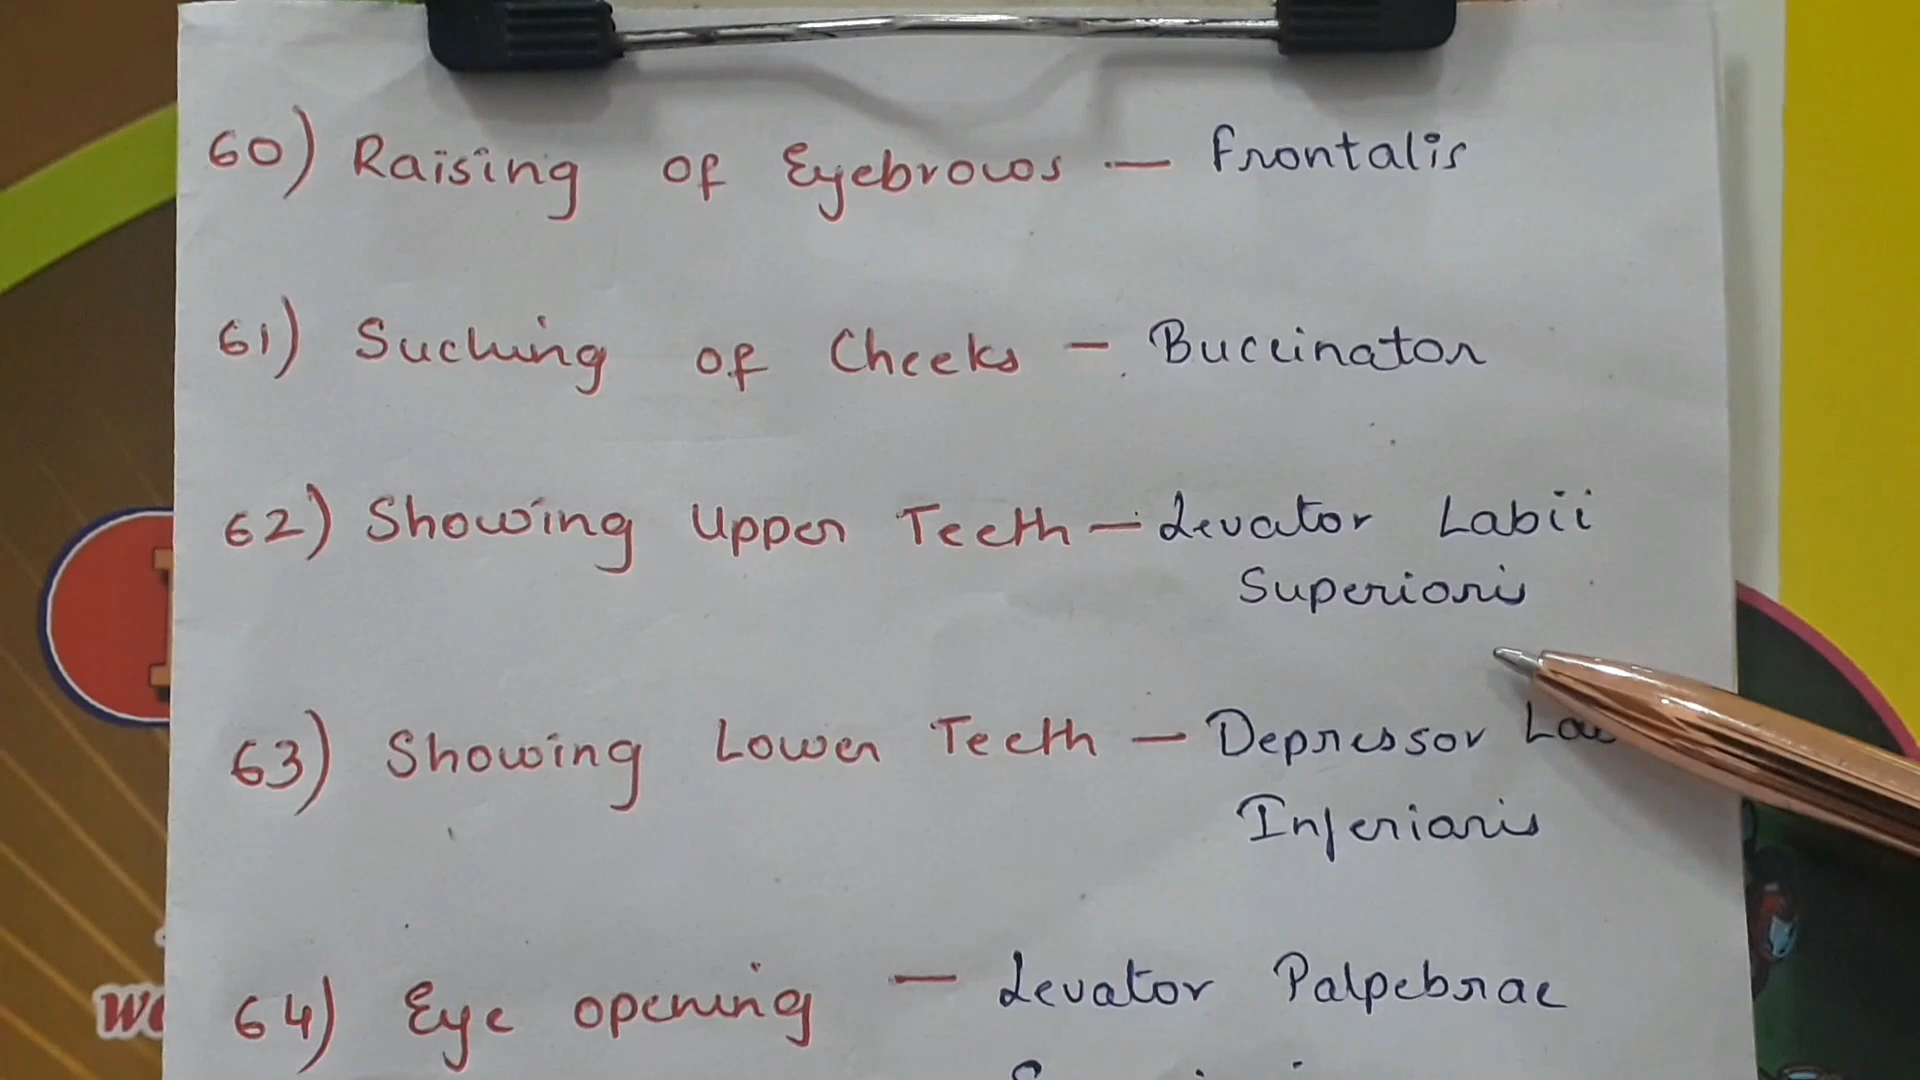 60) Raising of Eyebrows — Frontalis
61) Sucking of Cheeks — Buccinator
62) Showing Upper Teeth — Levator Labii
Superioris
63) Showing Lower Teeth — Depressor
Inferioris
64) Eye opening — Levator Palpebrae